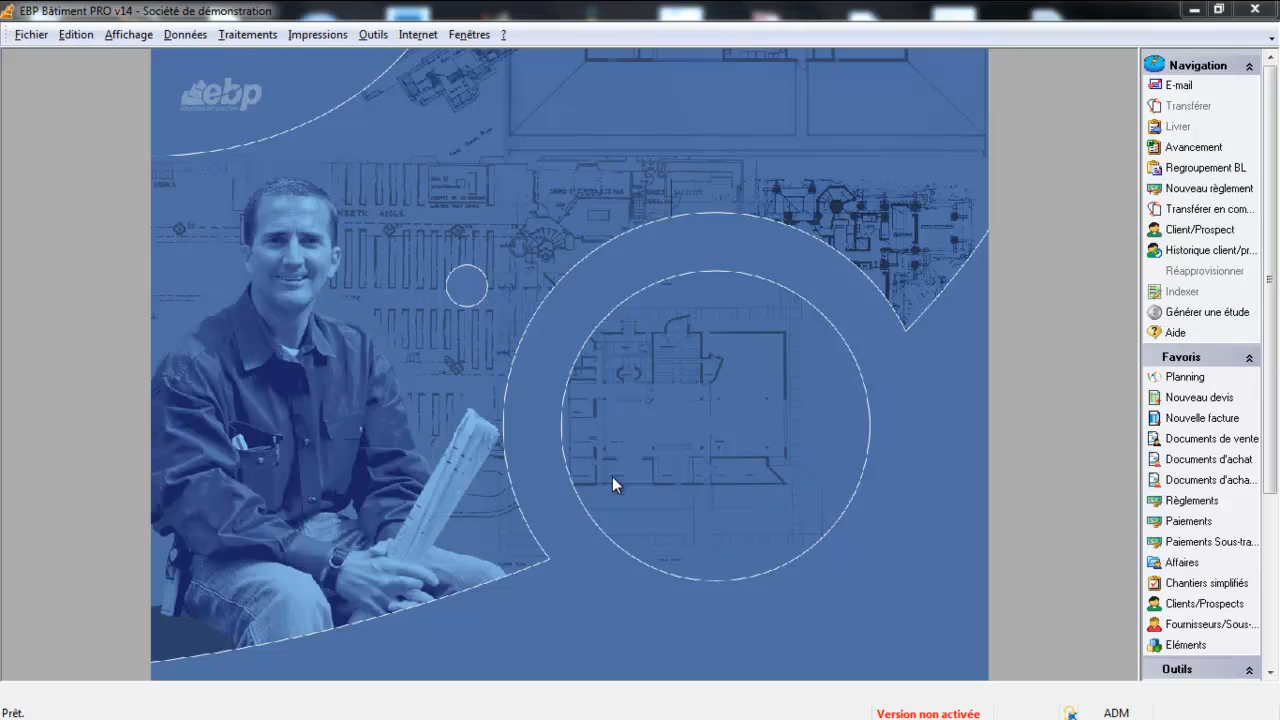 EBP Bâtiment PRO v14 - Société de démonstration
Fichier Edition Affichage Données Traitements Impressions Outils Internet Fenêtres ?
ebp
Navigation
E-mail
Transférer
Livrer
Avancement
Regroupement BL
Nouveau règlement
Transférer en com...
Client/Prospect
Historique client/pr...
Réapprovisionner
Indexer
Générer une étude
Aide
Favoris
Planning
Nouveau devis
Nouvelle facture
Documents de vente
Documents d'achat
Documents d'acha...
Règlements
Paiements
Paiements Sous-tra...
Affaires
Chantiers simplifiés
Clients/Prospects
Fournisseurs/Sous-...
Eléments
Outils
Prêt. Version non activée ADM